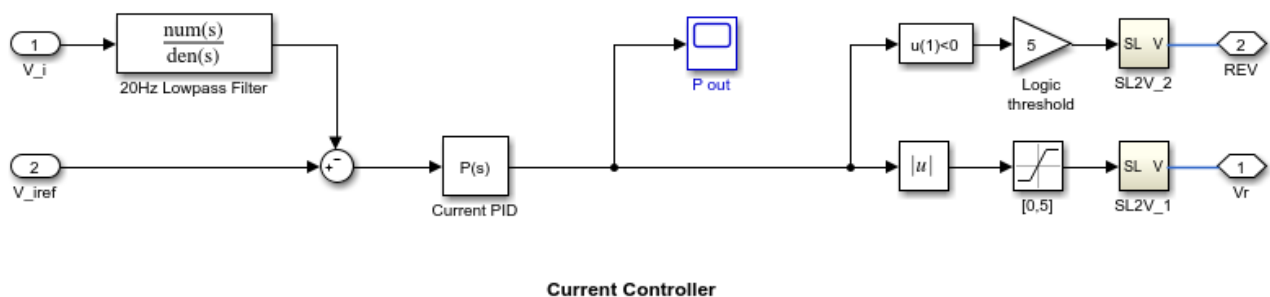 1
V_i
num(s)
den(s)
20Hz Lowpass Filter
P out
u(1)<0
5
Logic
threshold
SL V
SL2V_2
2
REV
2
V_iref
+
−
P(s)
Current PID
|u|
[0,5]
SL V
SL2V_1
1
Vr
Current Controller